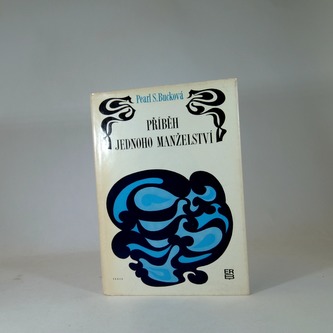 Pearl S. Bucková
PŘÍBĚH
JEDNOHO MANŽELSTVÍ